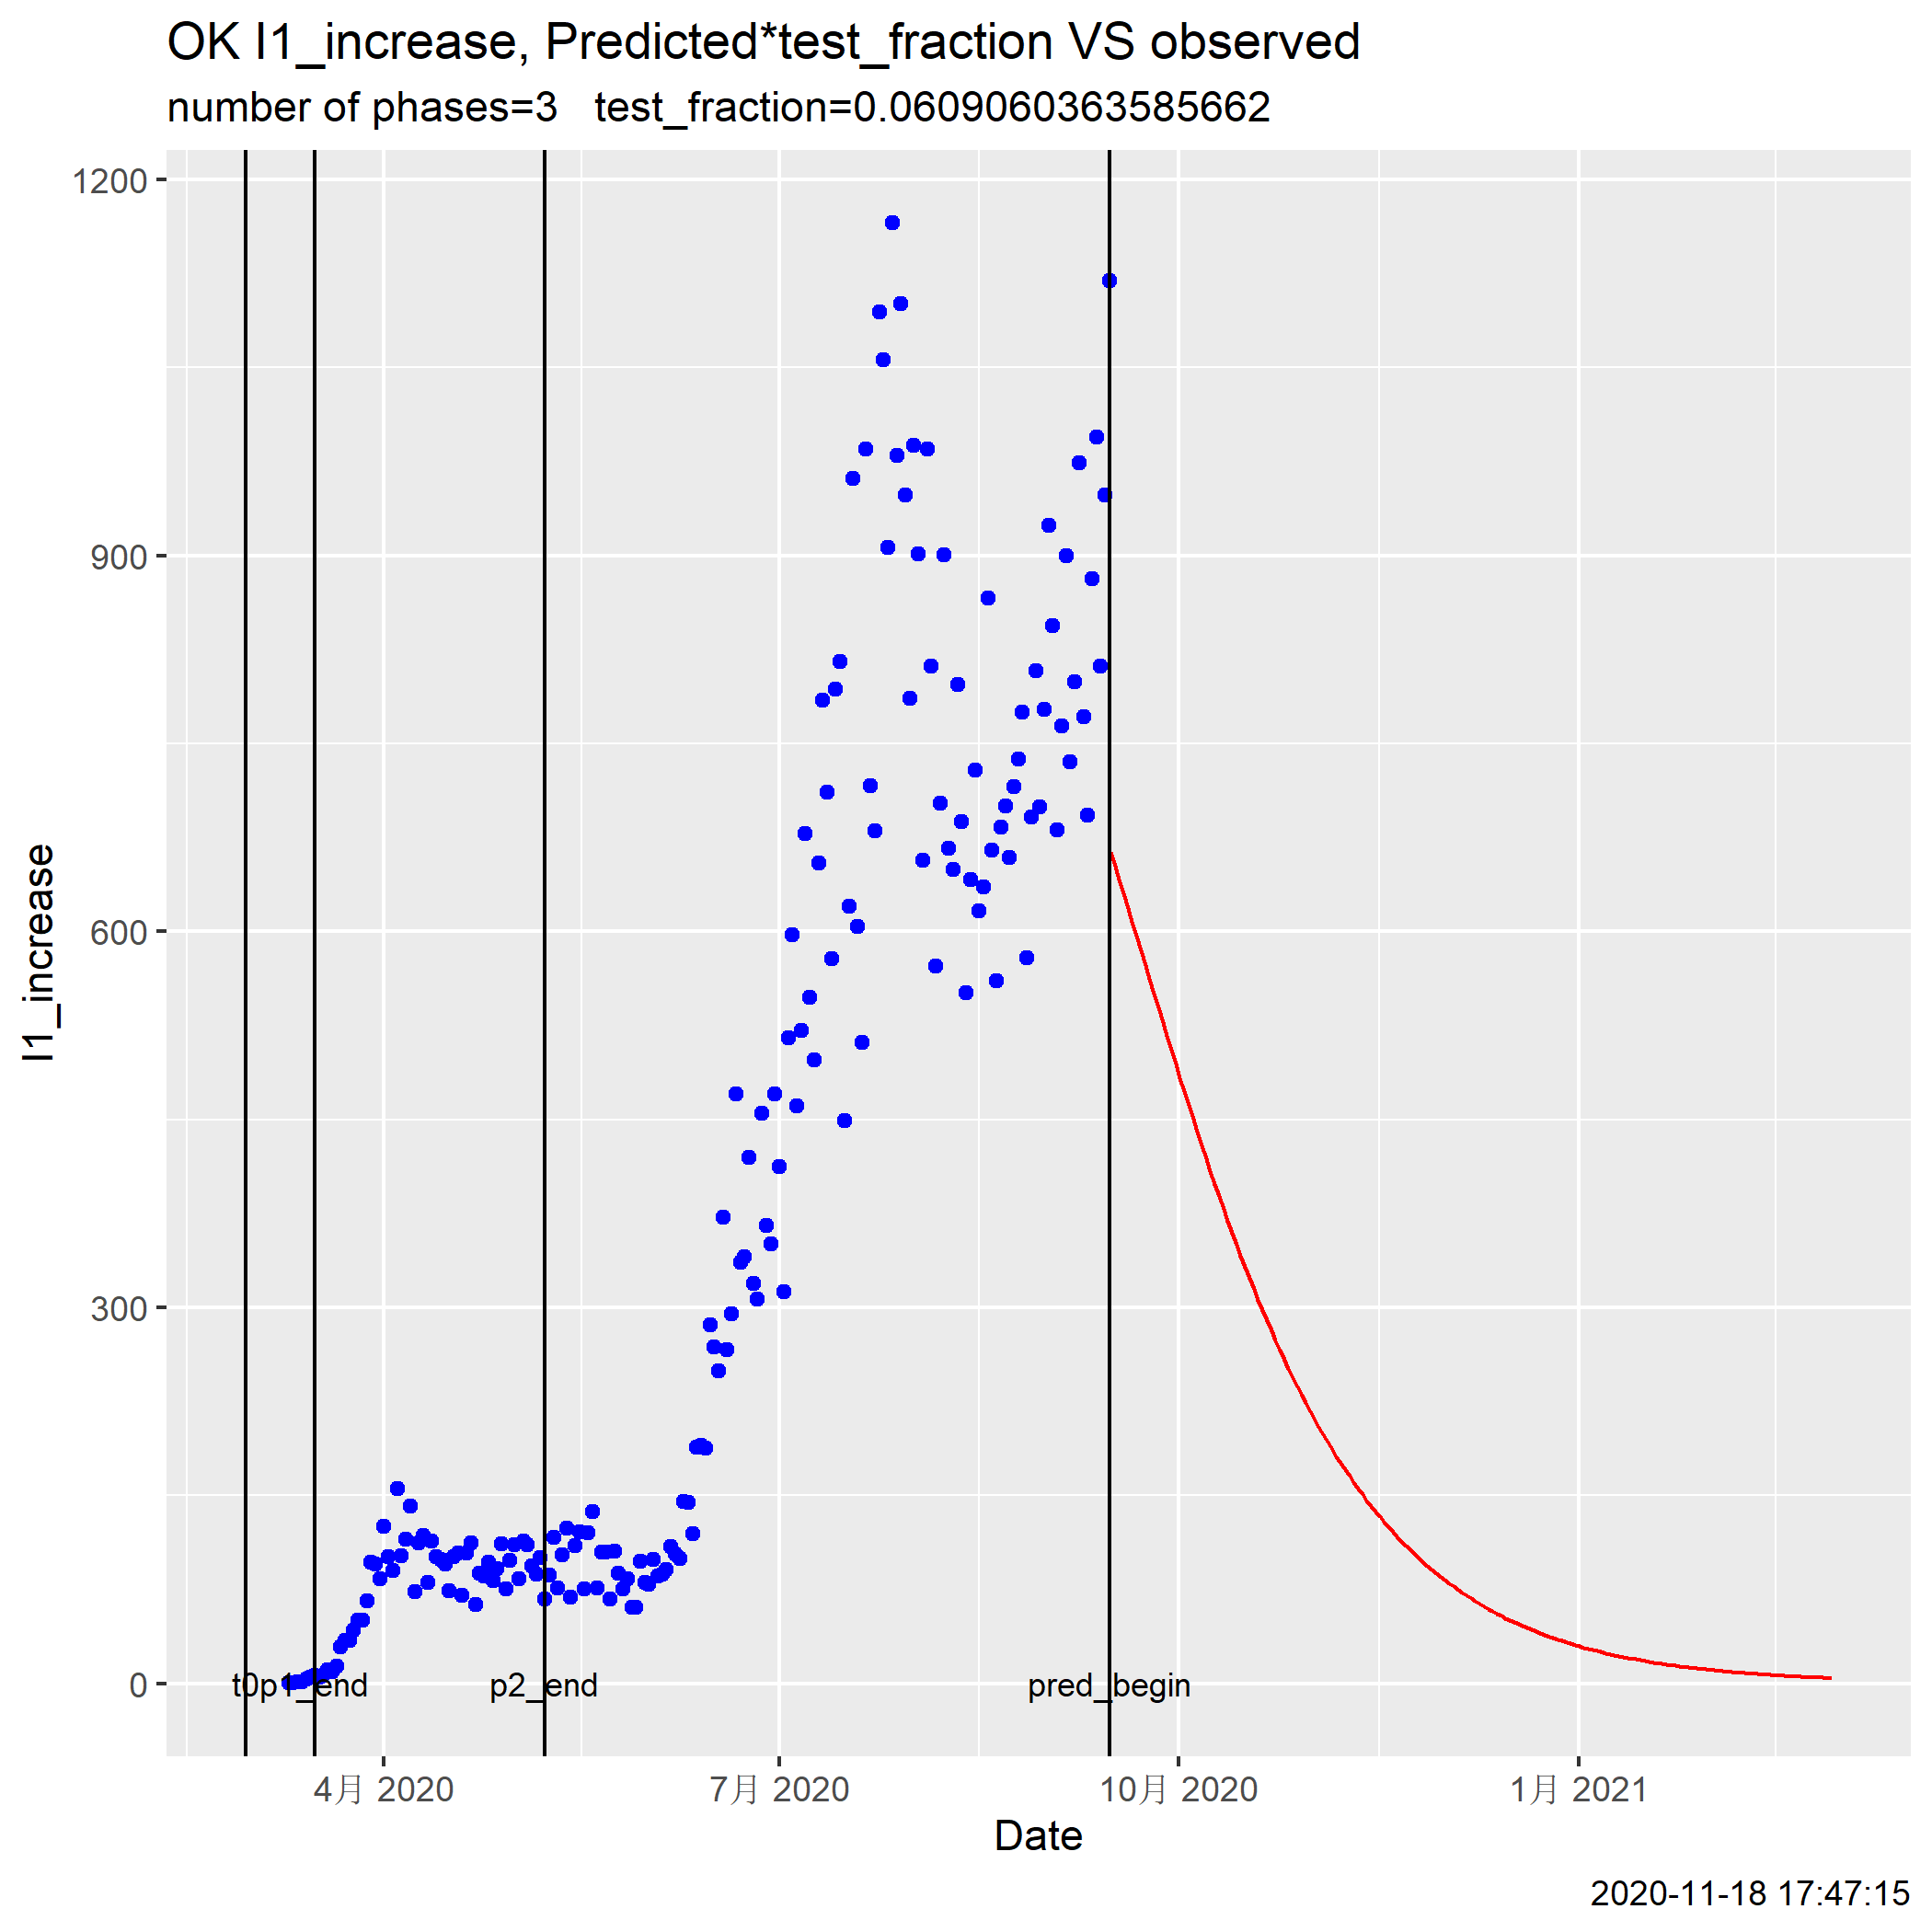 OK I1_increase, Predicted*test_fraction VS observed
number of phases=3   test_fraction=0.0609060363585662
1200
900
600
300
0
I1_increase
t0
p1_end
p2_end
pred_begin
4月 2020
7月 2020
10月 2020
1月 2021
Date
2020-11-18 17:47:15